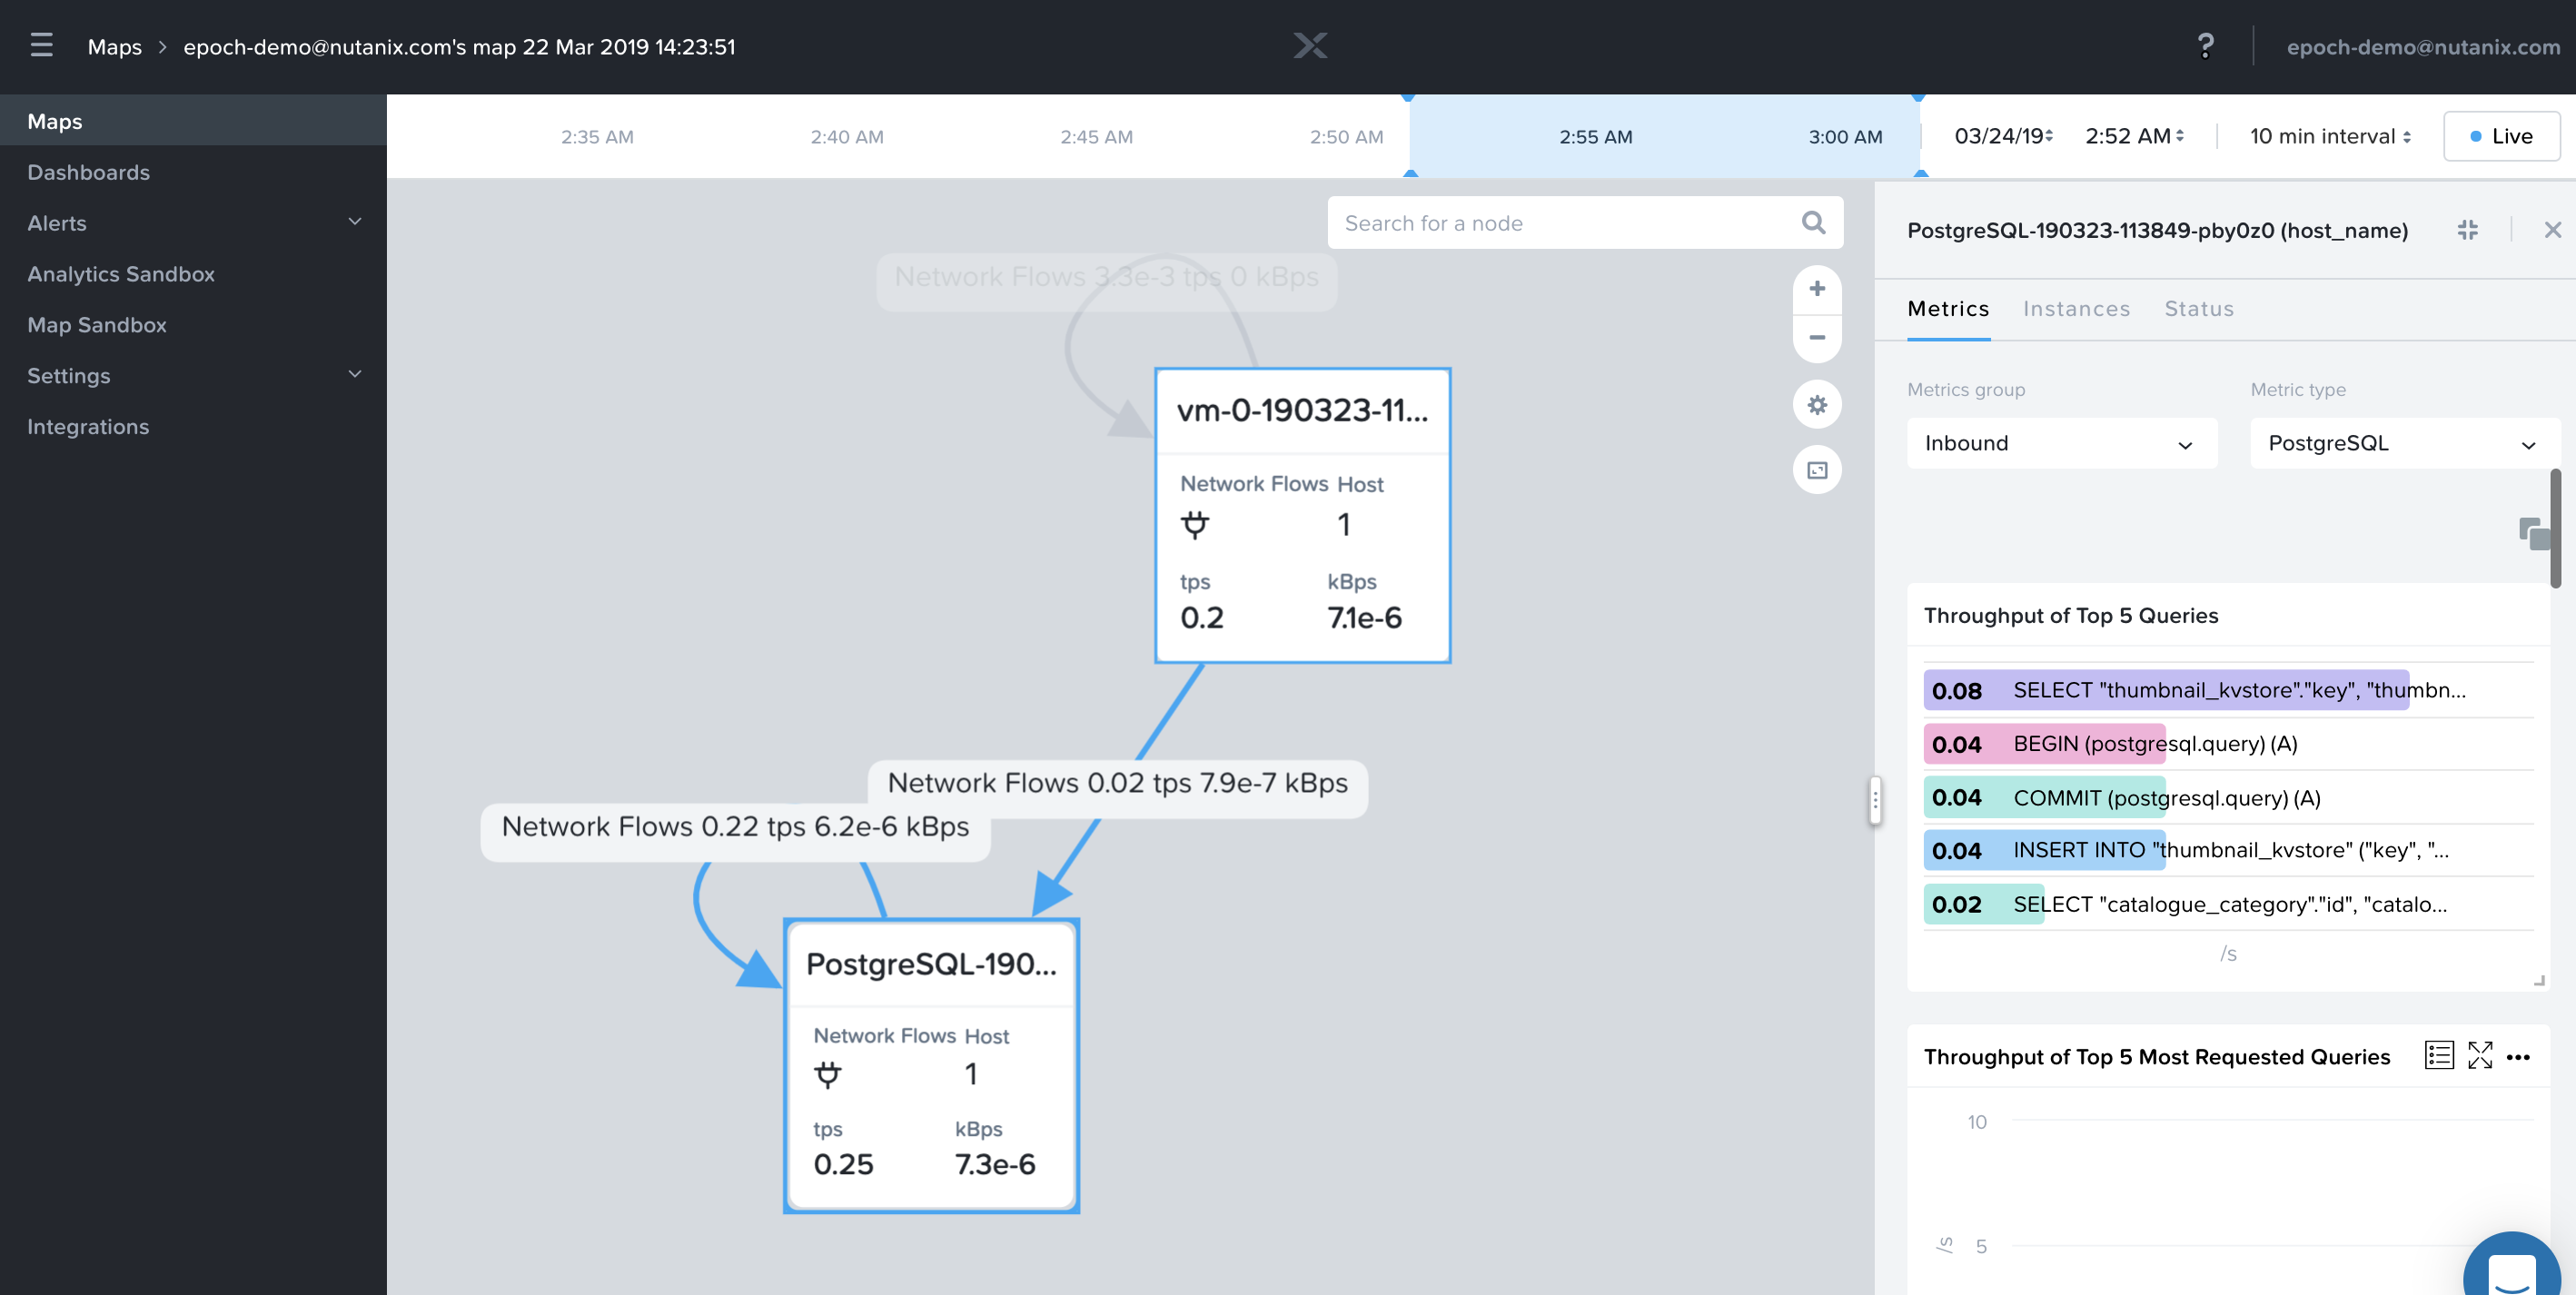 Maps > epoch-demo@nutanix.com's map 22 Mar 2019 14:23:51
? epoch-demo@nutanix.com
Maps
Dashboards
Alerts
Analytics Sandbox
Map Sandbox
Settings
Integrations
2:35 AM 2:40 AM 2:45 AM 2:50 AM 2:55 AM 3:00 AM
03/24/19 2:52 AM 10 min interval Live
Search for a node
Network Flows 3.3e-3 tps 0 kBps
vm-0-190323-11...
Network Flows Host
1
tps kBps
0.2 7.1e-6
Network Flows 0.02 tps 7.9e-7 kBps
Network Flows 0.22 tps 6.2e-6 kBps
PostgreSQL-190...
Network Flows Host
1
tps kBps
0.25 7.3e-6
PostgreSQL-190323-113849-pby0z0 (host_name)
Metrics Instances Status
Metrics group Metric type
Inbound PostgreSQL
Throughput of Top 5 Queries
0.08 SELECT "thumbnail_kvstore"."key", "thumbn...
0.04 BEGIN (postgresql.query) (A)
0.04 COMMIT (postgresql.query) (A)
0.04 INSERT INTO "thumbnail_kvstore" ("key", "...
0.02 SELECT "catalogue_category"."id", "catalo...
/s
Throughput of Top 5 Most Requested Queries
10
/s 5